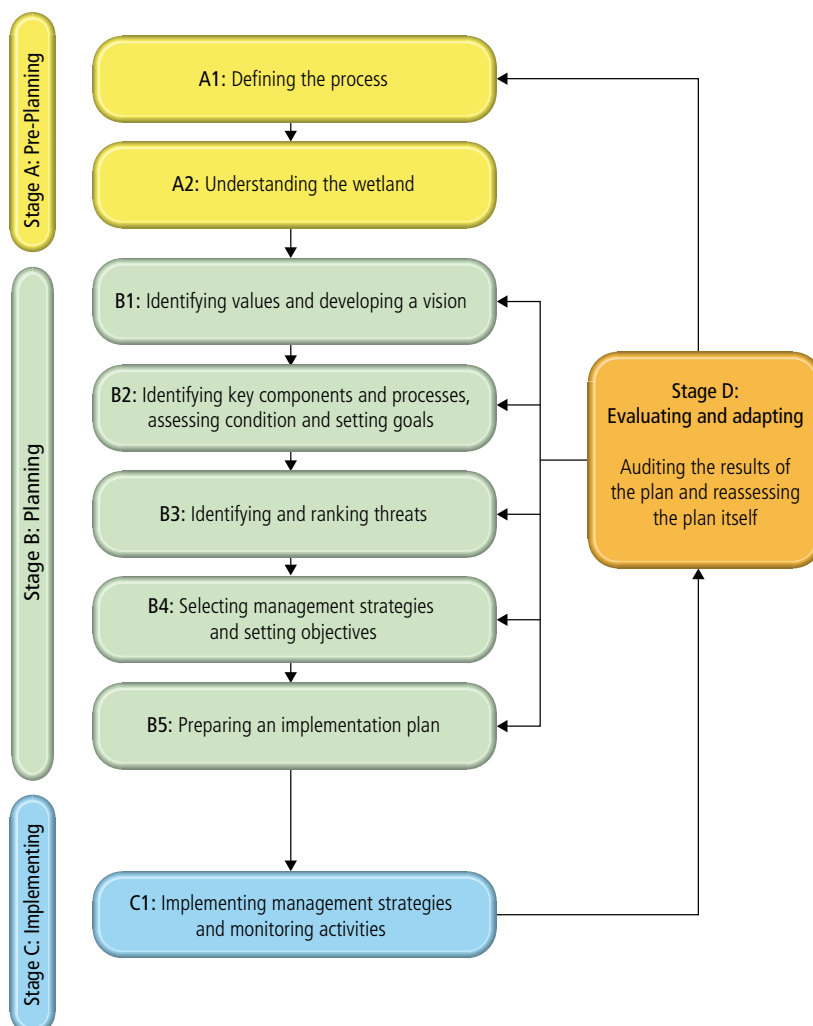 Stage A: Pre-Planning
A1: Defining the process
A2: Understanding the wetland
Stage B: Planning
B1: Identifying values and developing a vision
B2: Identifying key components and processes,
assessing condition and setting goals
B3: Identifying and ranking threats
B4: Selecting management strategies
and setting objectives
B5: Preparing an implementation plan
Stage D:
Evaluating and adapting
Auditing the results of
the plan and reassessing
the plan itself
Stage C: Implementing
C1: Implementing management strategies
and monitoring activities